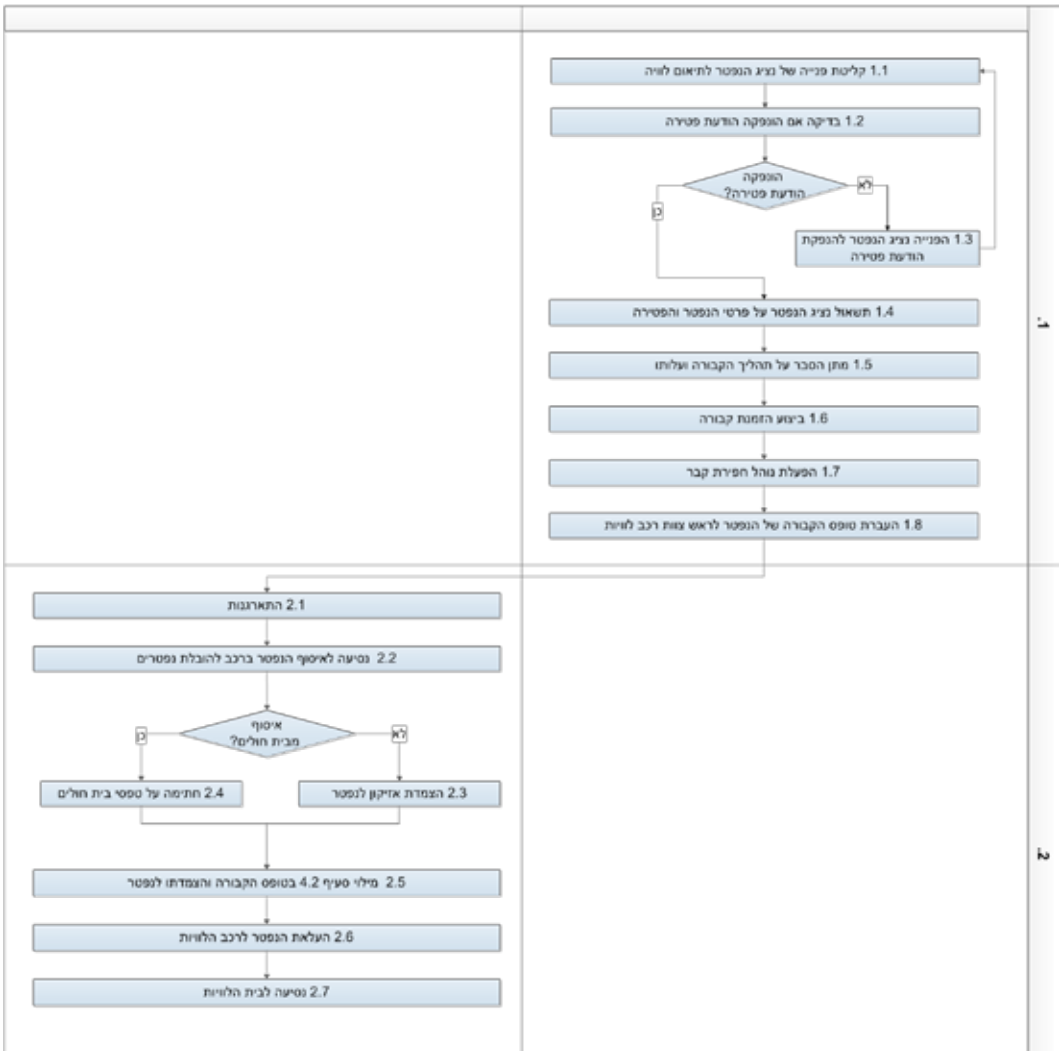 1.1 קליטת פנייה של נציג הנפטר לתיאום לוויה
1.2 בדיקה אם הונפקה הודעת פטירה
הונפקה
הודעת פטירה?
לא
כן
1.3 הפנייה נציג הנפטר להנפקת
הודעת פטירה
1.4 תשאול נציג הנפטר על פרטי הנפטר והפטירה
1.5 מתן הסבר על תהליך הקבורה ועלותו
1.6 ביצוע הזמנת קבורה
1.7 הפעלת נוהל חפירת קבר
1.8 העברת טופס הקבורה של הנפטר לראש צוות רכב לוויות
.1
2.1 התארגנות
2.2 נסיעה לאיסוף הנפטר ברכב להובלת נפטרים
איסוף
מבית חולים?
לא
כן
2.3 הצמדת אזיקון לנפטר
2.4 חתימה על טפסי בית חולים
2.5 מילוי סעיף 4.2 בטופס הקבורה והצמדתו לנפטר
2.6 העלאת הנפטר לרכב הלוויות
2.7 נסיעה לבית הלוויות
.2